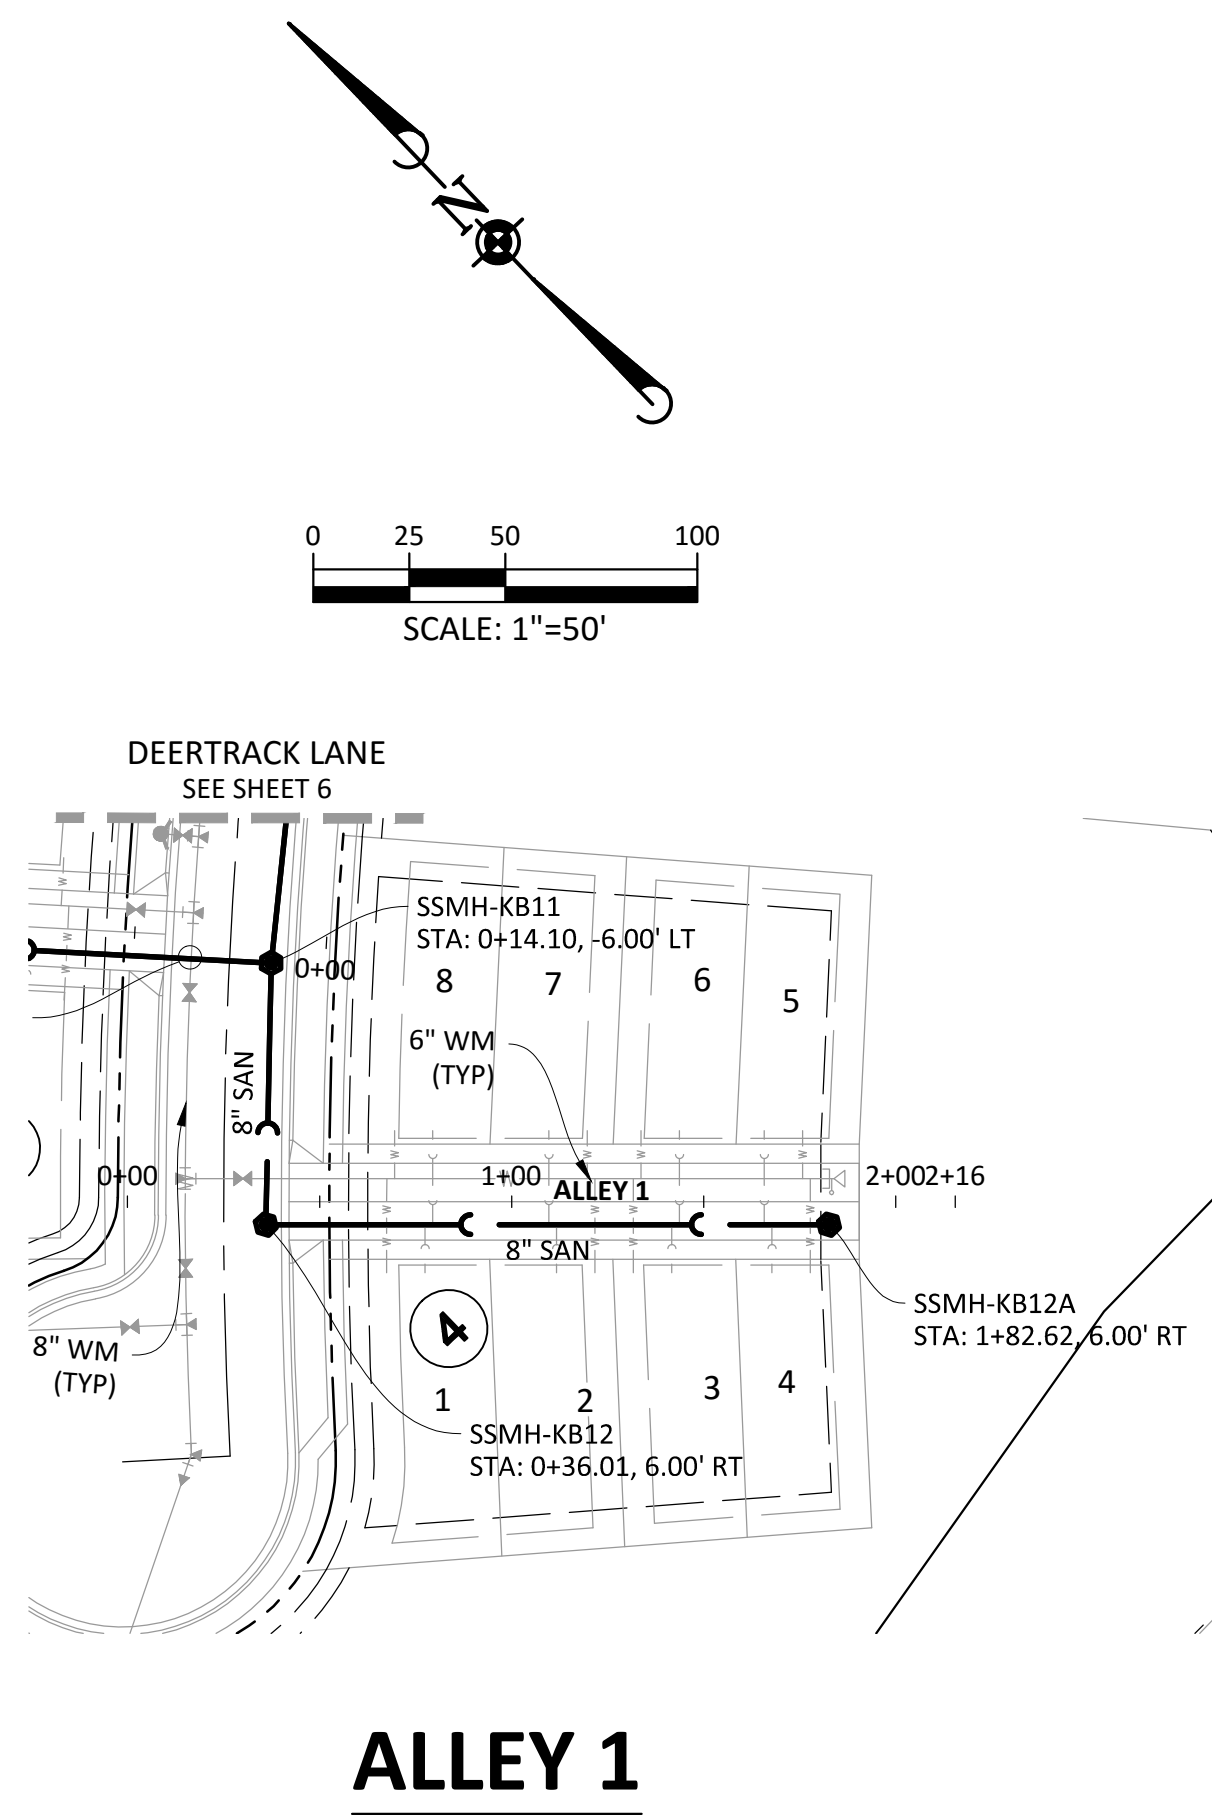 N
0 25 50 100
SCALE: 1"=50'
DEERTRACK LANE
SEE SHEET 6
SSMH-KB11
STA: 0+14.10, -6.00' LT
0+00
8 7 6 5
6" WM
(TYP)
8" SAN
0+00 1+00 2+00 2+16
ALLEY 1
8" SAN
SSMH-KB12A
STA: 1+82.62, 6.00' RT
4
8" WM
(TYP)
1 2 3 4
SSMH-KB12
STA: 0+36.01, 6.00' RT
ALLEY 1